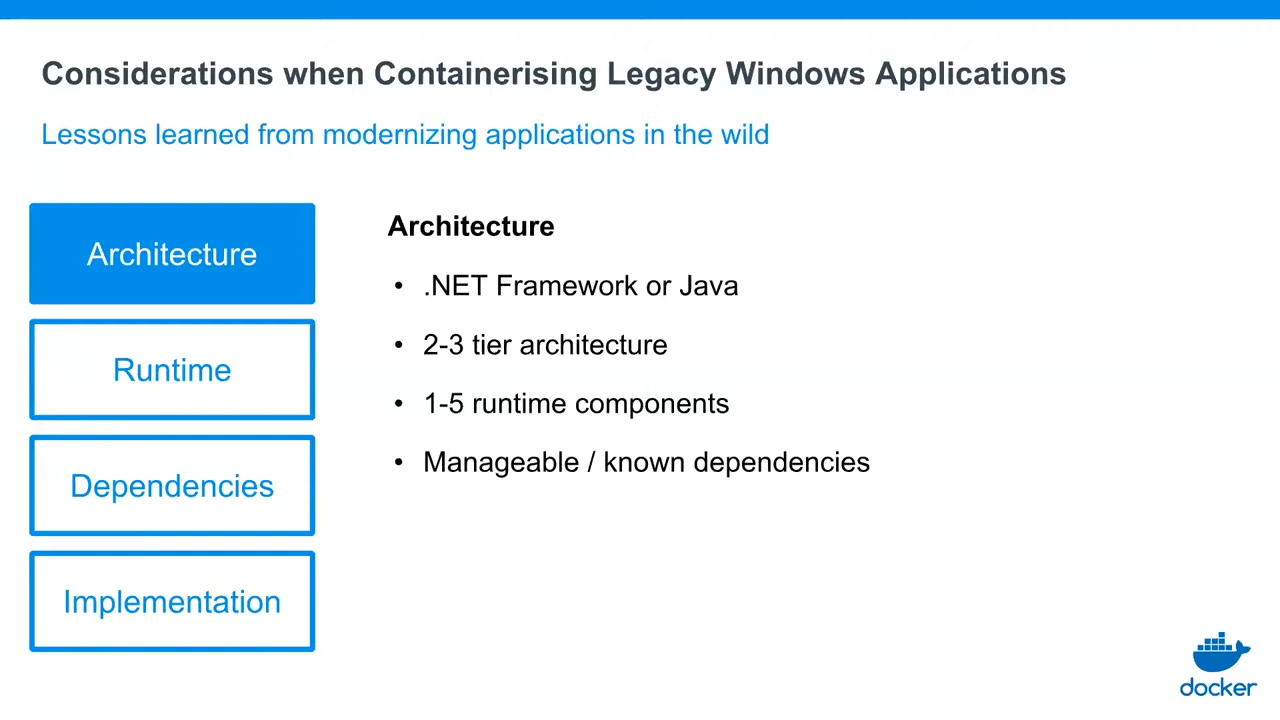 Considerations when Containerising Legacy Windows Applications
Lessons learned from modernizing applications in the wild
Architecture
Runtime
Dependencies
Implementation
Architecture
• .NET Framework or Java
• 2-3 tier architecture
• 1-5 runtime components
• Manageable / known dependencies
docker